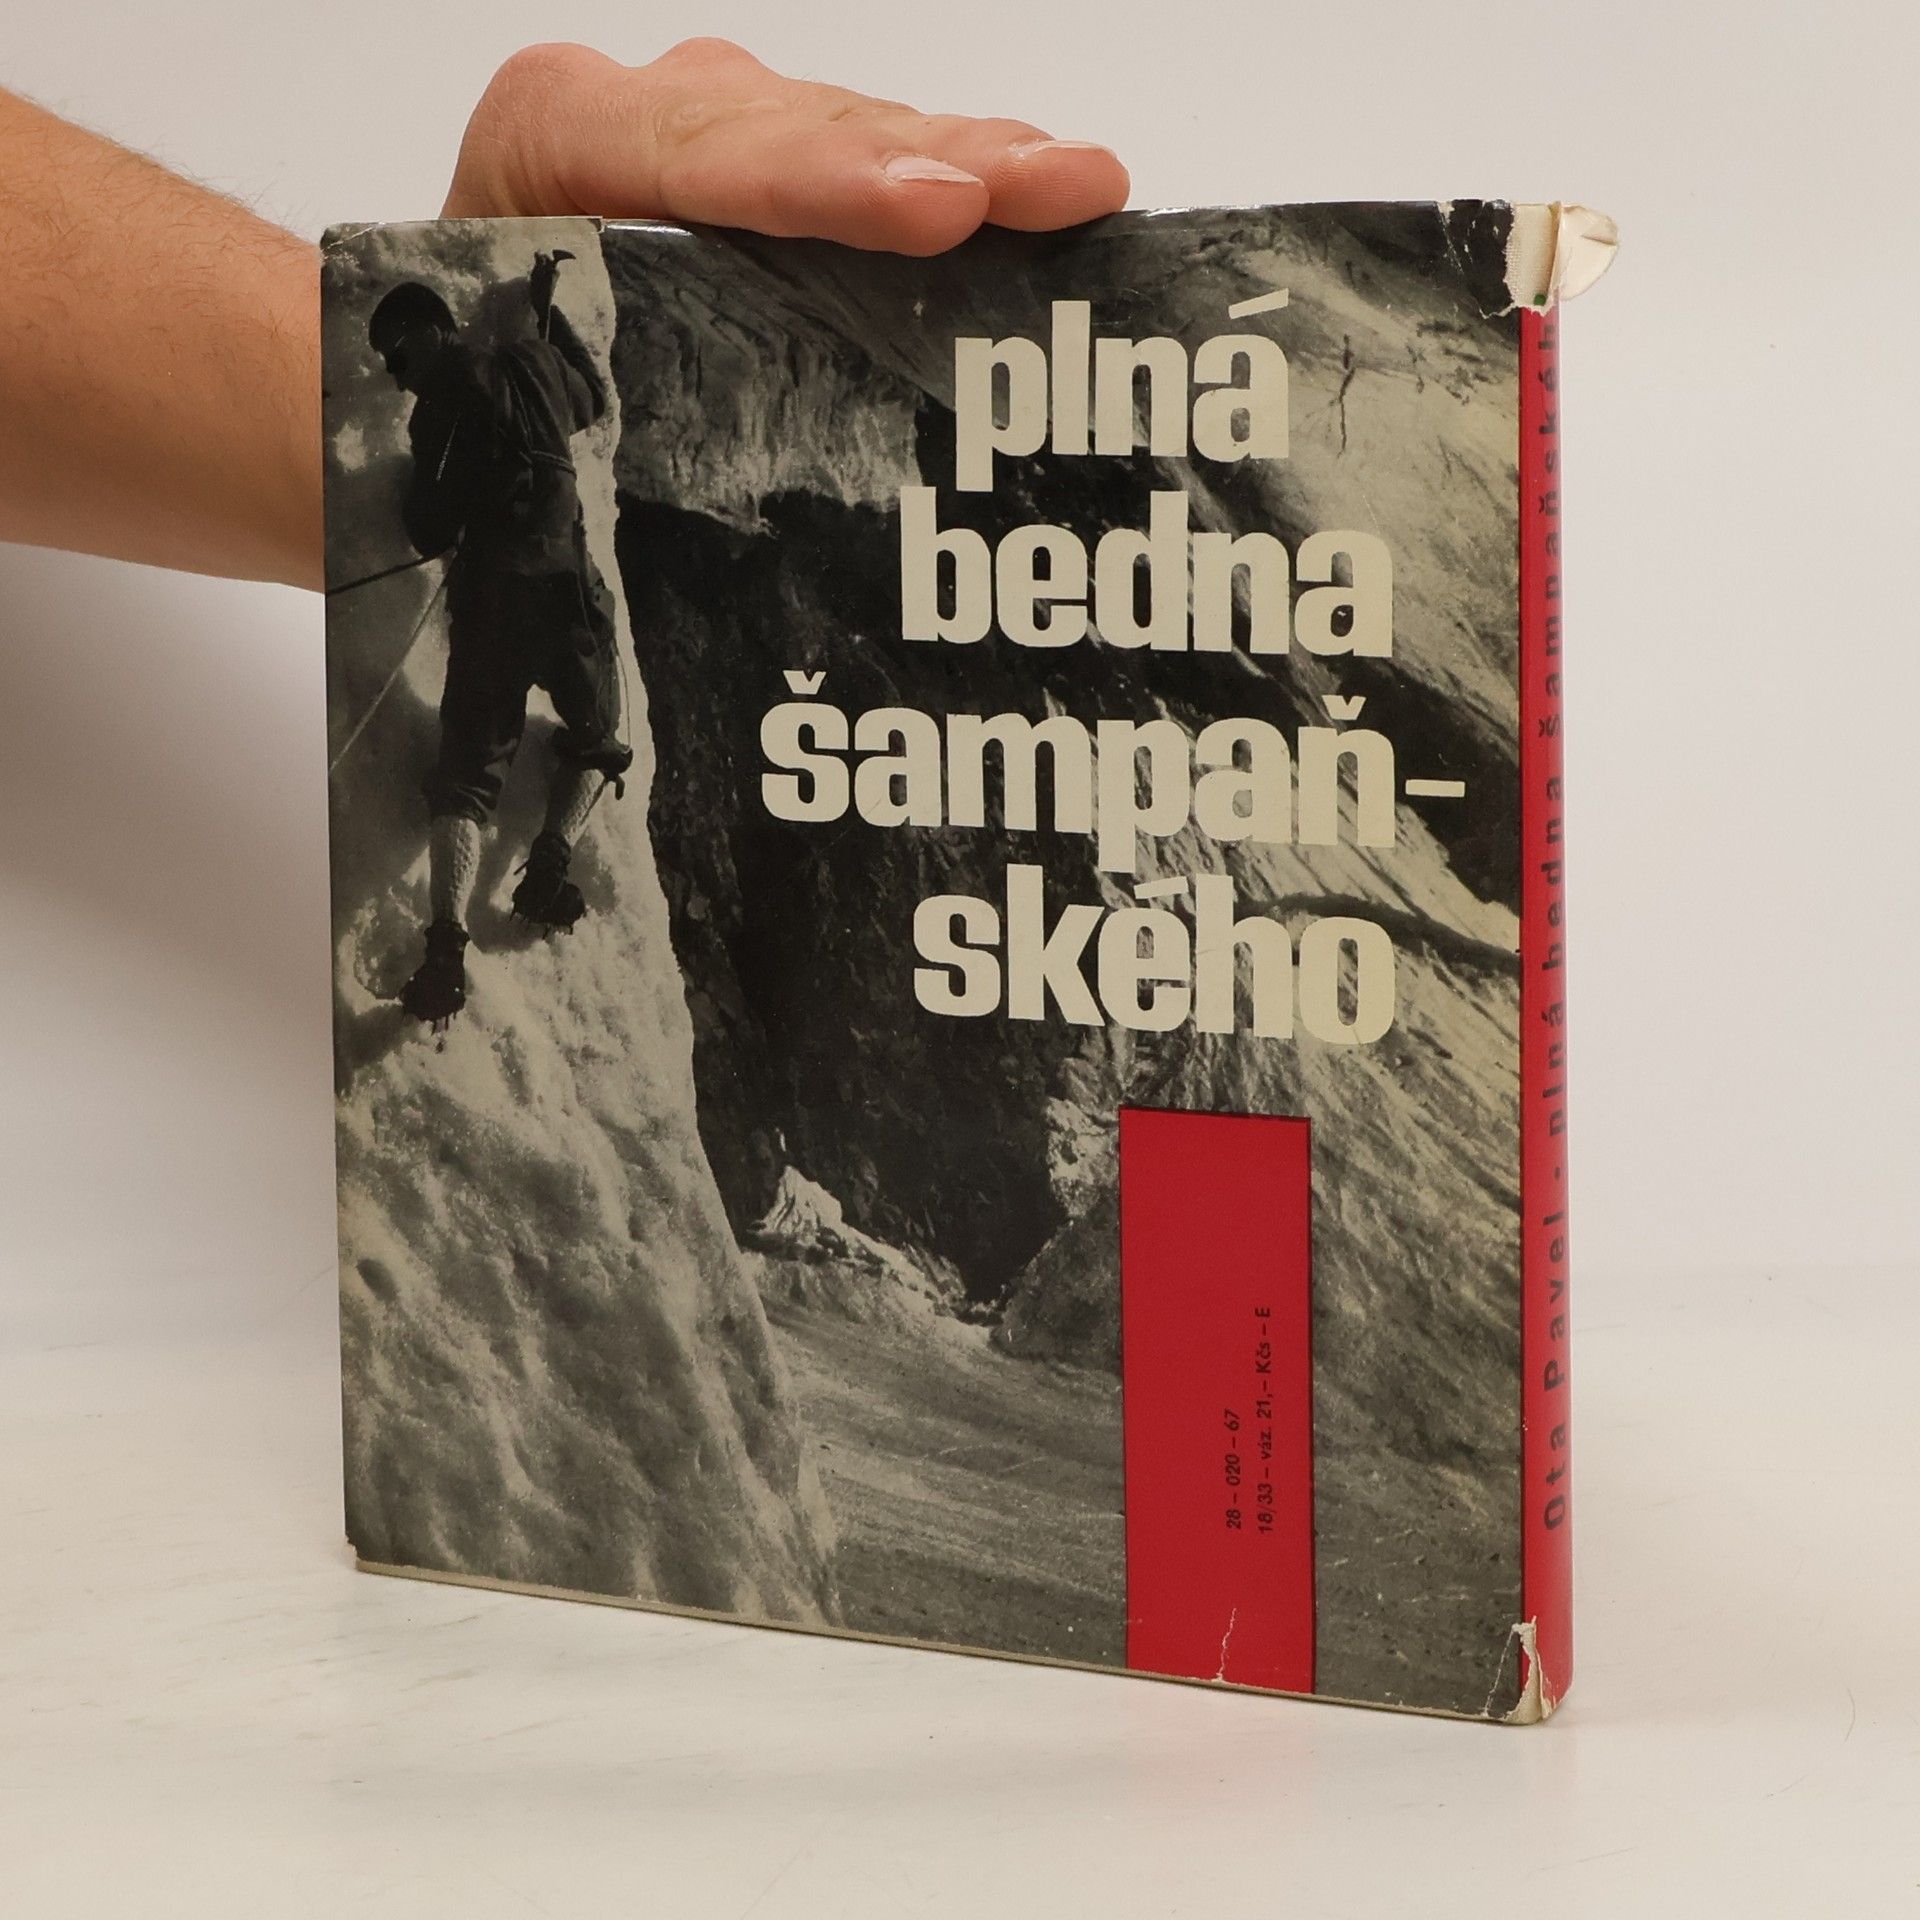 plná
bedna
šampaň-
ského
28 – 020 – 67
18/33 – váz. 21,– Kčs – E
Ota Pavel · plná bedna šampaňského